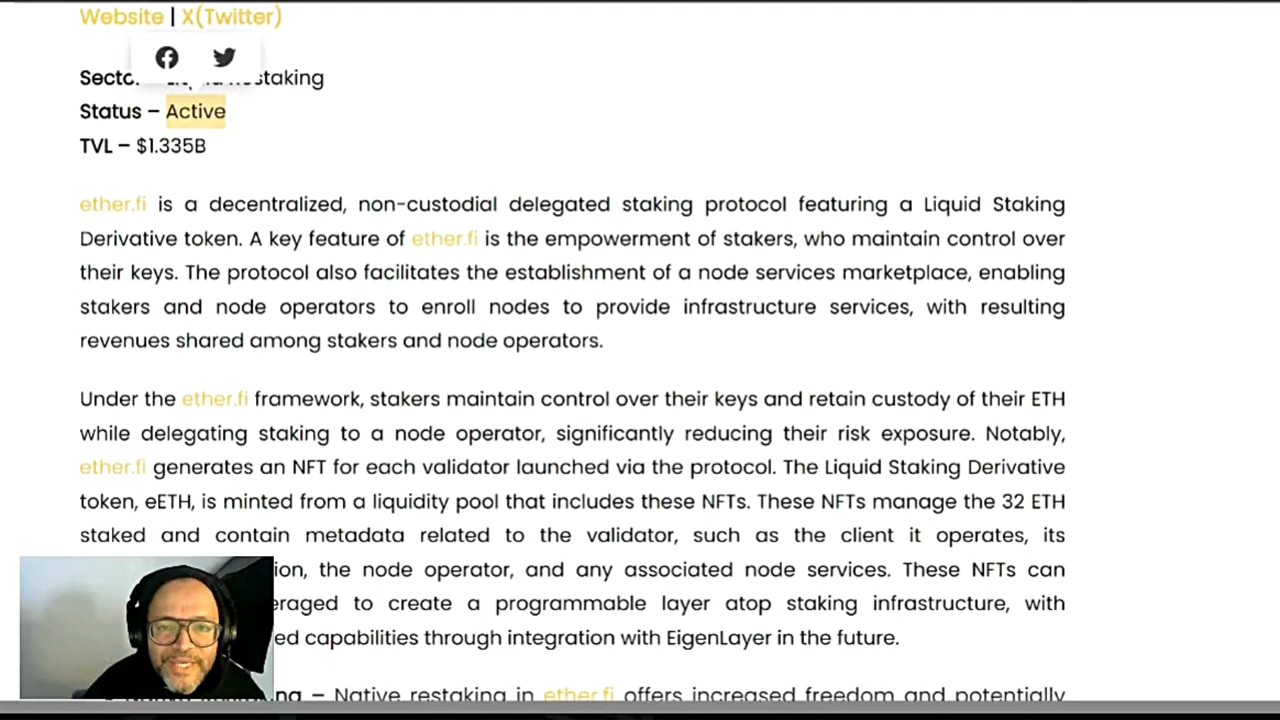 Website | X(Twitter)
staking
Status – Active
TVL – $1.335B
ether.fi is a decentralized, non-custodial delegated staking protocol featuring a Liquid Staking
Derivative token. A key feature of ether.fi is the empowerment of stakers, who maintain control over
their keys. The protocol also facilitates the establishment of a node services marketplace, enabling
stakers and node operators to enroll nodes to provide infrastructure services, with resulting
revenues shared among stakers and node operators.
Under the ether.fi framework, stakers maintain control over their keys and retain custody of their ETH
while delegating staking to a node operator, significantly reducing their risk exposure. Notably,
ether.fi generates an NFT for each validator launched via the protocol. The Liquid Staking Derivative
token, eETH, is minted from a liquidity pool that includes these NFTs. These NFTs manage the 32 ETH
staked and contain metadata related to the validator, such as the client it operates, its
ion, the node operator, and any associated node services. These NFTs can
eraged to create a programmable layer atop staking infrastructure, with
ed capabilities through integration with EigenLayer in the future.
ng – Native restaking in ether.fi offers increased freedom and potentially